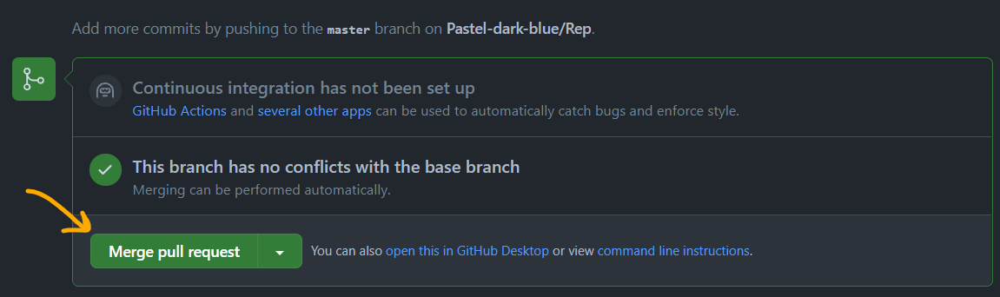 Add more commits by pushing to the master branch on Pastel-dark-blue/Rep.
Continuous integration has not been set up
GitHub Actions and several other apps can be used to automatically catch bugs and enforce style.
This branch has no conflicts with the base branch
Merging can be performed automatically.
Merge pull request You can also open this in GitHub Desktop or view command line instructions.